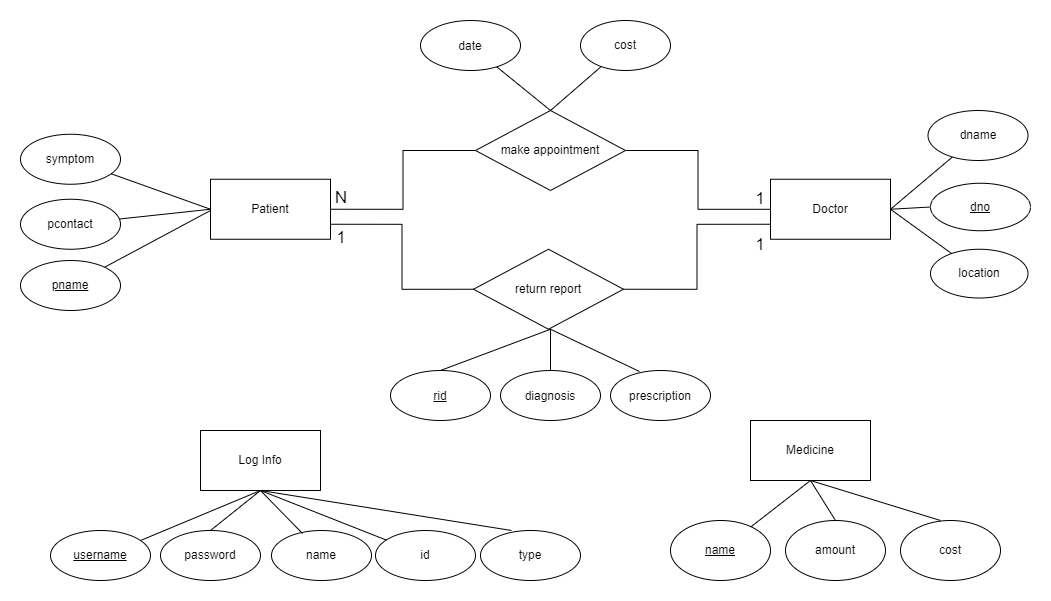 date
cost
make appointment
symptom
pcontact
pname
Patient
N
1
1
1
Doctor
dname
dno
location
return report
rid
diagnosis
prescription
Log Info
username
password
name
id
type
Medicine
name
amount
cost